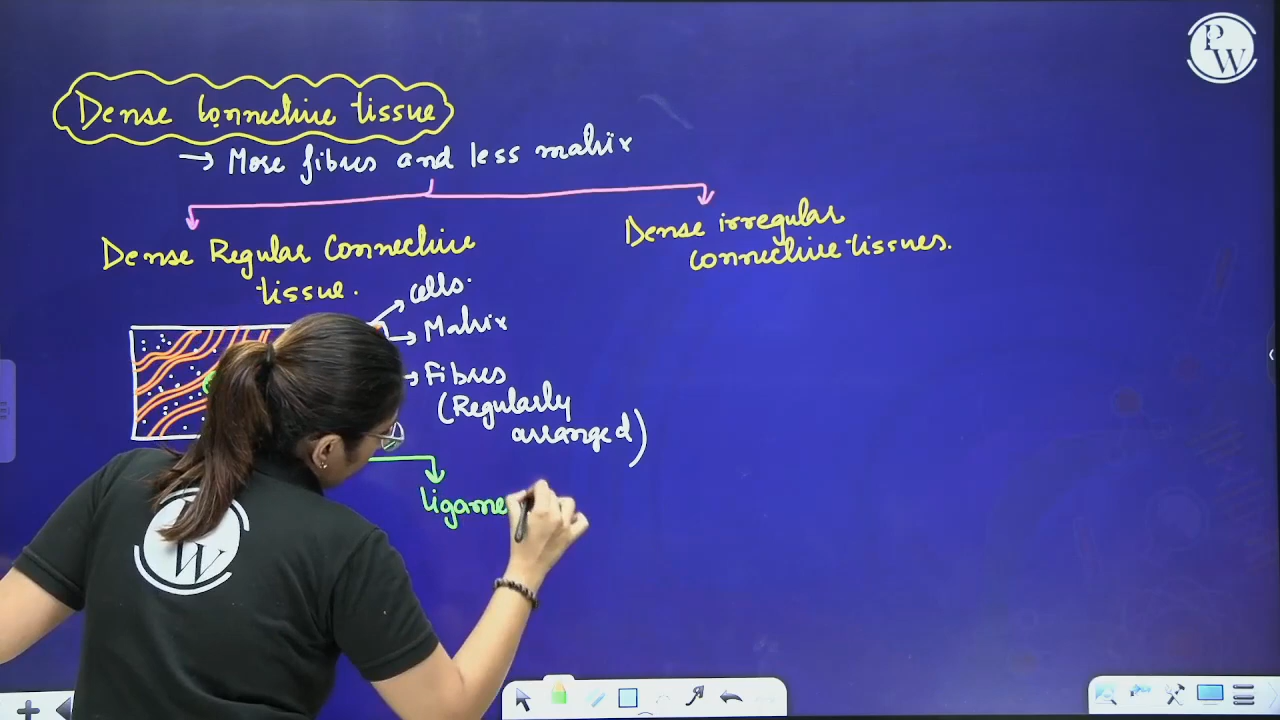 PW
Dense Connective tissue
→ More fibres and less matrix
Dense Regular Connective
tissue.
Dense irregular
connective tissues.
cells.
Matrix
Fibres
(Regularly
arranged)
ligame
W